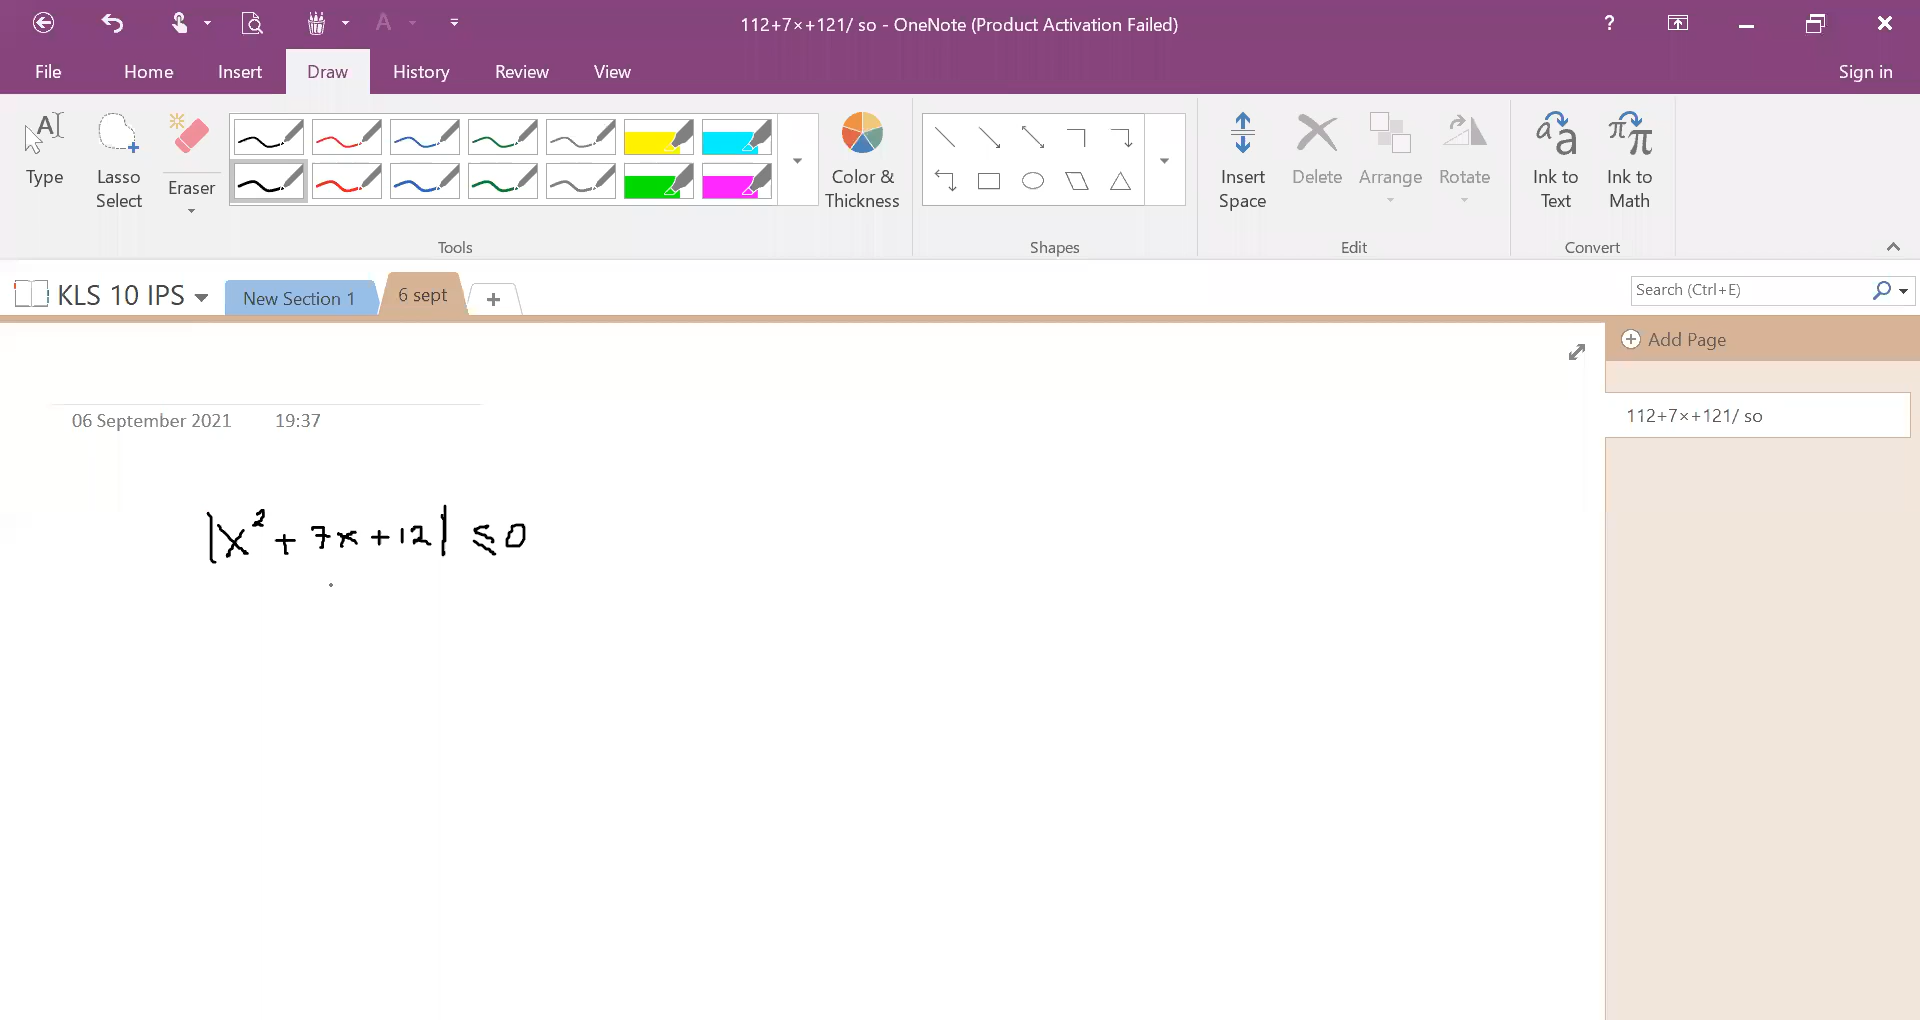 112+7×+121/ so - OneNote (Product Activation Failed)
?
File Home Insert Draw History Review View Sign in
Type
Lasso Select
Eraser
Color & Thickness
Insert Space
Delete
Arrange
Rotate
Ink to Text
Ink to Math
Tools Shapes Edit Convert
KLS 10 IPS New Section 1 6 sept + Search (Ctrl+E)
Add Page
112+7×+121/ so
06 September 2021 19:37
|x² + 7x + 12| ≤ 0